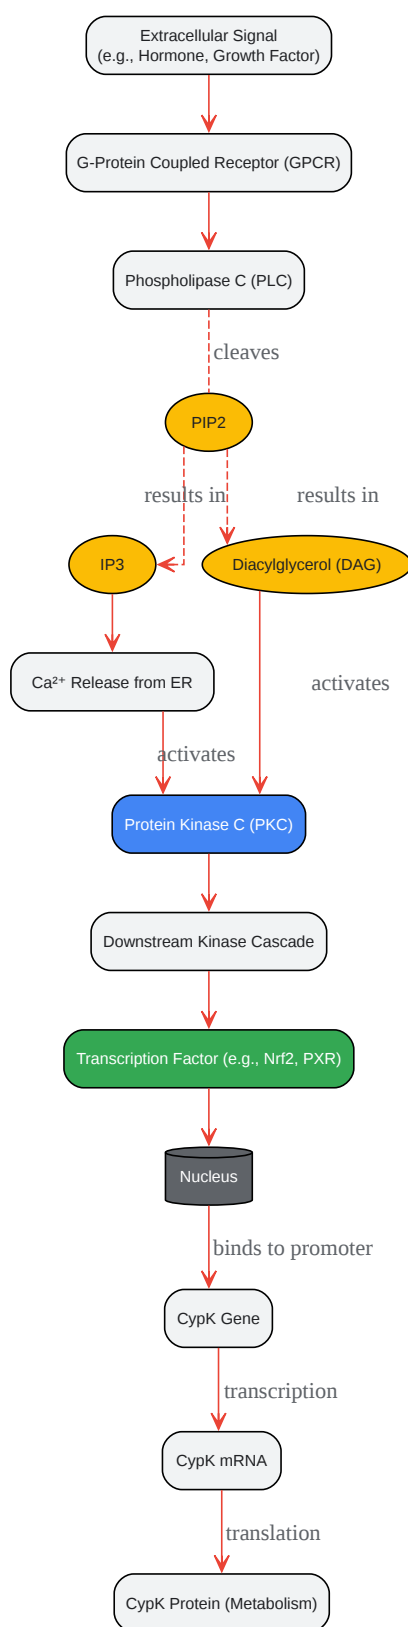 Extracellular Signal
(e.g., Hormone, Growth Factor)
G-Protein Coupled Receptor (GPCR)
Phospholipase C (PLC)
cleaves
PIP2
results in
results in
IP3
Diacylglycerol (DAG)
Ca²⁺ Release from ER
activates
activates
Protein Kinase C (PKC)
Downstream Kinase Cascade
Transcription Factor (e.g., Nrf2, PXR)
Nucleus
binds to promoter
CypK Gene
transcription
CypK mRNA
translation
CypK Protein (Metabolism)